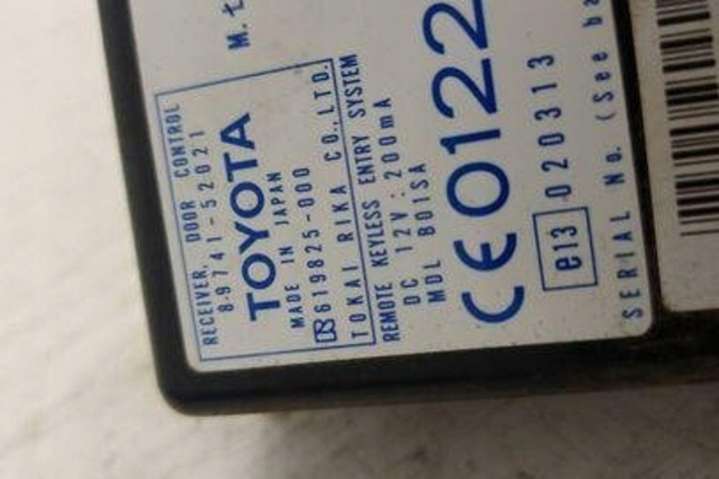 RECEIVER, DOOR CONTROL
89741-52021
TOYOTA
MADE IN JAPAN
619825-000
TOKAI RIKA CO., LTD.
REMOTE KEYLESS ENTRY SYSTEM
DC 12V : 200mA
MDL B01SA
CE0122
e13 020313
SERIAL No. (See
M.